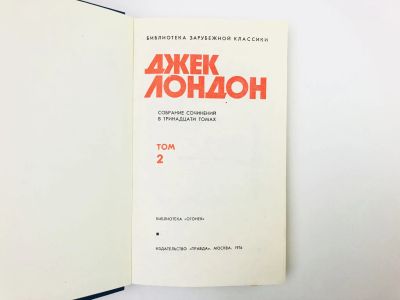 БИБЛИОТЕКА ЗАРУБЕЖНОЙ КЛАССИКИ
ДЖЕК
ЛОНДОН
СОБРАНИЕ СОЧИНЕНИЙ
В ТРИНАДЦАТИ ТОМАХ
ТОМ
2
БИБЛИОТЕКА «ОГОНЕК»
ИЗДАТЕЛЬСТВО «ПРАВДА», МОСКВА, 1976